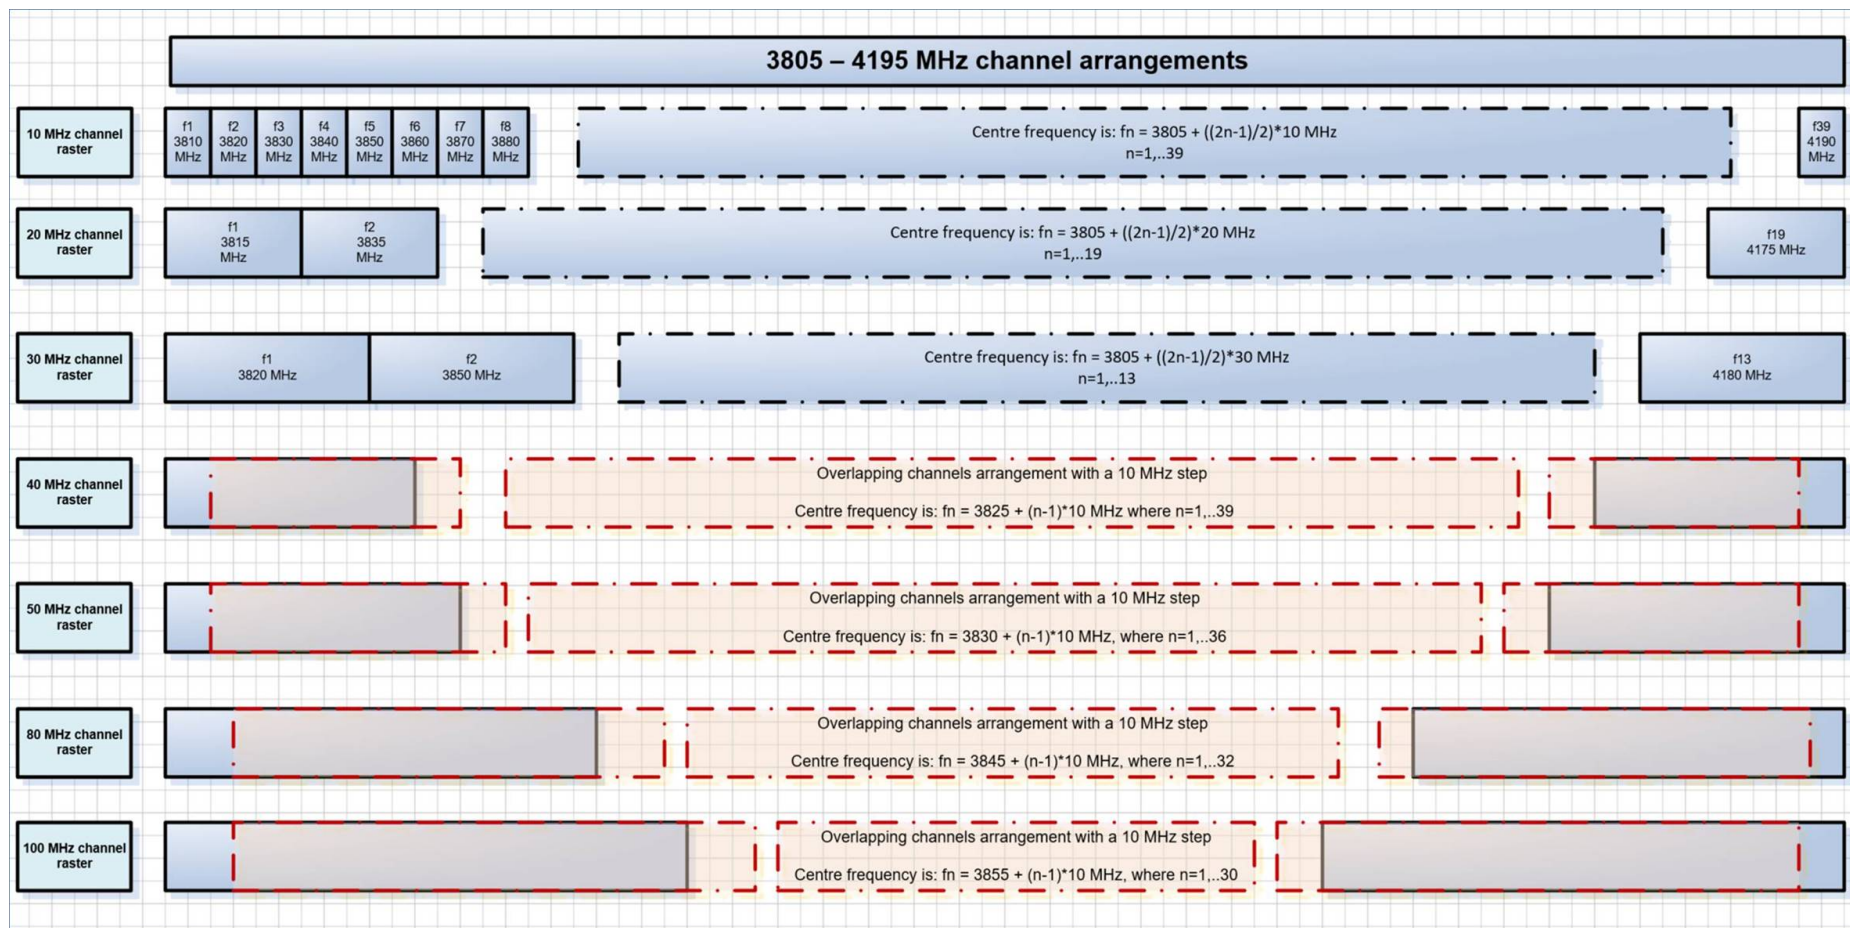 3805 – 4195 MHz channel arrangements
10 MHz channel
raster
f1
3810
MHz
f2
3820
MHz
f3
3830
MHz
f4
3840
MHz
f5
3850
MHz
f6
3860
MHz
f7
3870
MHz
f8
3880
MHz
Centre frequency is: fn = 3805 + ((2n-1)/2)*10 MHz
n=1,..39
f39
4190
MHz
20 MHz channel
raster
f1
3815
MHz
f2
3835
MHz
Centre frequency is: fn = 3805 + ((2n-1)/2)*20 MHz
n=1,..19
f19
4175 MHz
30 MHz channel
raster
f1
3820 MHz
f2
3850 MHz
Centre frequency is: fn = 3805 + ((2n-1)/2)*30 MHz
n=1,..13
f13
4180 MHz
40 MHz channel
raster
Overlapping channels arrangement with a 10 MHz step
Centre frequency is: fn = 3825 + (n-1)*10 MHz where n=1,..39
50 MHz channel
raster
Overlapping channels arrangement with a 10 MHz step
Centre frequency is: fn = 3830 + (n-1)*10 MHz, where n=1,..36
80 MHz channel
raster
Overlapping channels arrangement with a 10 MHz step
Centre frequency is: fn = 3845 + (n-1)*10 MHz, where n=1,..32
100 MHz channel
raster
Overlapping channels arrangement with a 10 MHz step
Centre frequency is: fn = 3855 + (n-1)*10 MHz, where n=1,..30